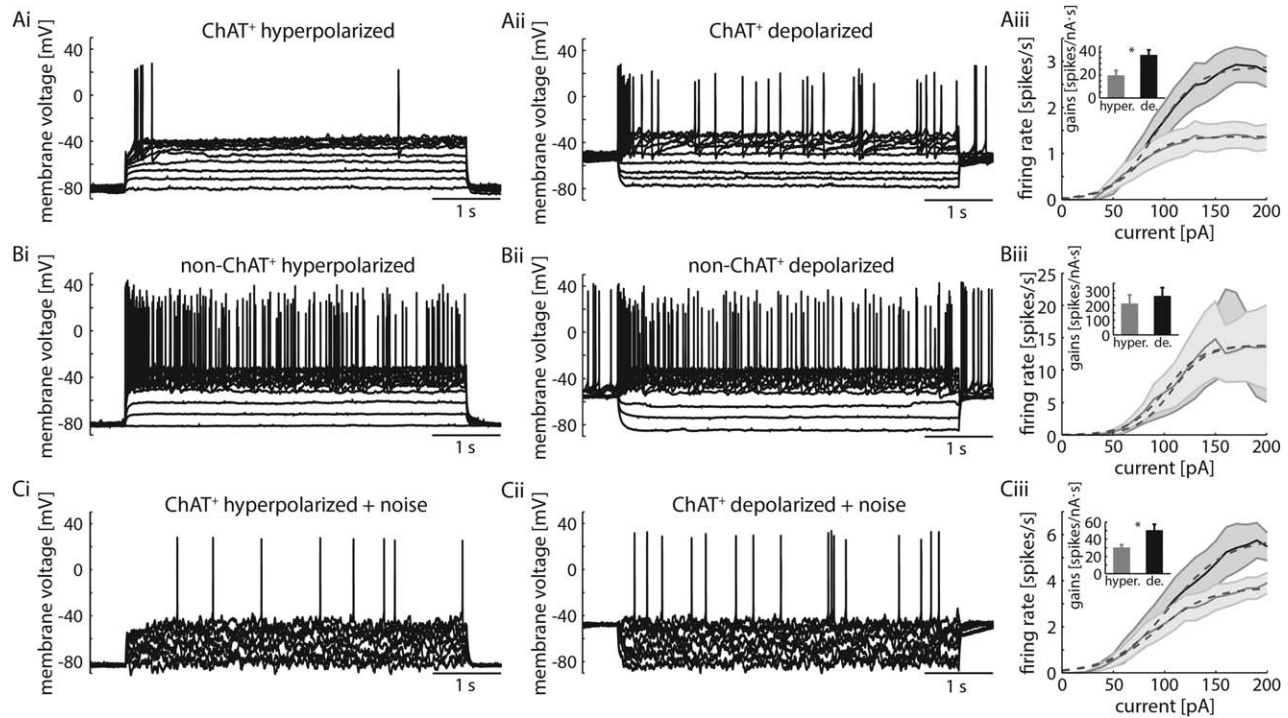 Ai
ChAT⁺ hyperpolarized
membrane voltage [mV]
40
0
-40
-80
1 s
Aii
ChAT⁺ depolarized
membrane voltage [mV]
40
0
-40
-80
1 s
Aiii
firing rate [spikes/s]
3
2
1
0
gains [spikes/nA·s]
40
20
0
*
hyper.
de.
0 50 100 150 200
current [pA]
Bi
non-ChAT⁺ hyperpolarized
membrane voltage [mV]
40
0
-40
-80
1 s
Bii
non-ChAT⁺ depolarized
membrane voltage [mV]
40
0
-40
-80
1 s
Biii
firing rate [spikes/s]
25
20
15
10
5
0
gains [spikes/nA·s]
300
200
100
0
hyper.
de.
0 50 100 150 200
current [pA]
Ci
ChAT⁺ hyperpolarized + noise
membrane voltage [mV]
40
0
-40
-80
1 s
Cii
ChAT⁺ depolarized + noise
membrane voltage [mV]
40
0
-40
-80
1 s
Ciii
firing rate [spikes/s]
6
4
2
0
gains [spikes/nA·s]
60
40
20
0
*
hyper.
de.
0 50 100 150 200
current [pA]